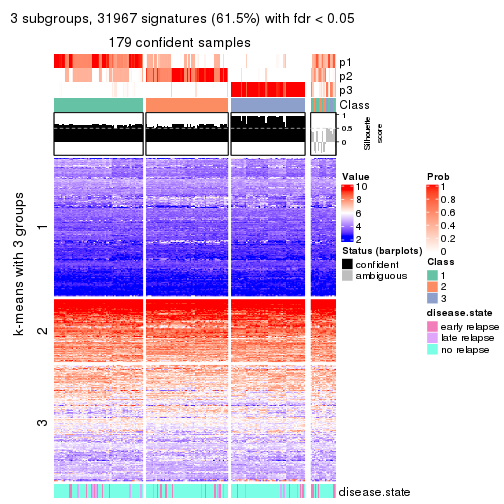 3 subgroups, 31967 signatures (61.5%) with fdr < 0.05
179 confident samples
p1
p2
p3
Class
1
0.5
0
Silhouette
score
k-means with 3 groups
1
2
3
Value
10
8
6
4
2
Status (barplots)
confident
ambiguous
Prob
1
0.8
0.6
0.4
0.2
0
Class
1
2
3
disease.state
early relapse
late relapse
no relapse
disease.state